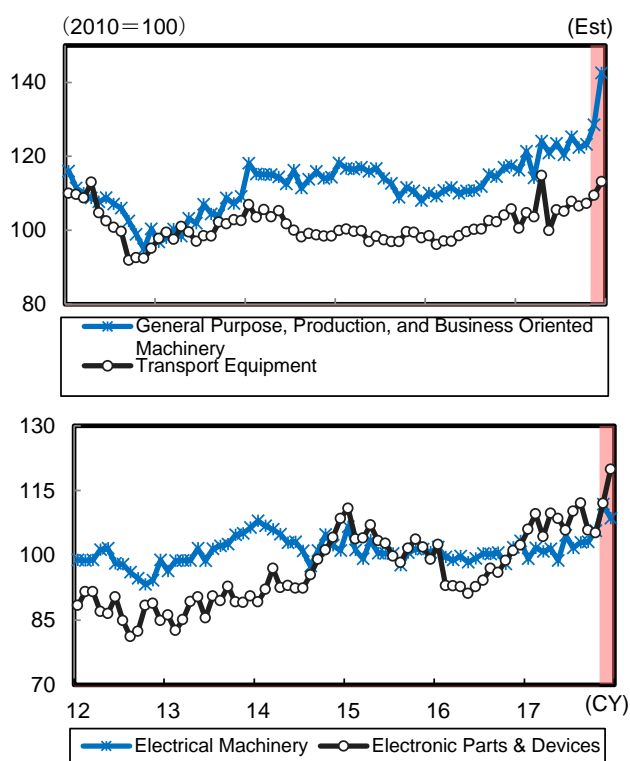 (2010＝100) (Est)
140
120
100
80
General Purpose, Production, and Business Oriented
Machinery
Transport Equipment
130
115
100
85
70
12 13 14 15 16 17 (CY)
Electrical Machinery Electronic Parts & Devices